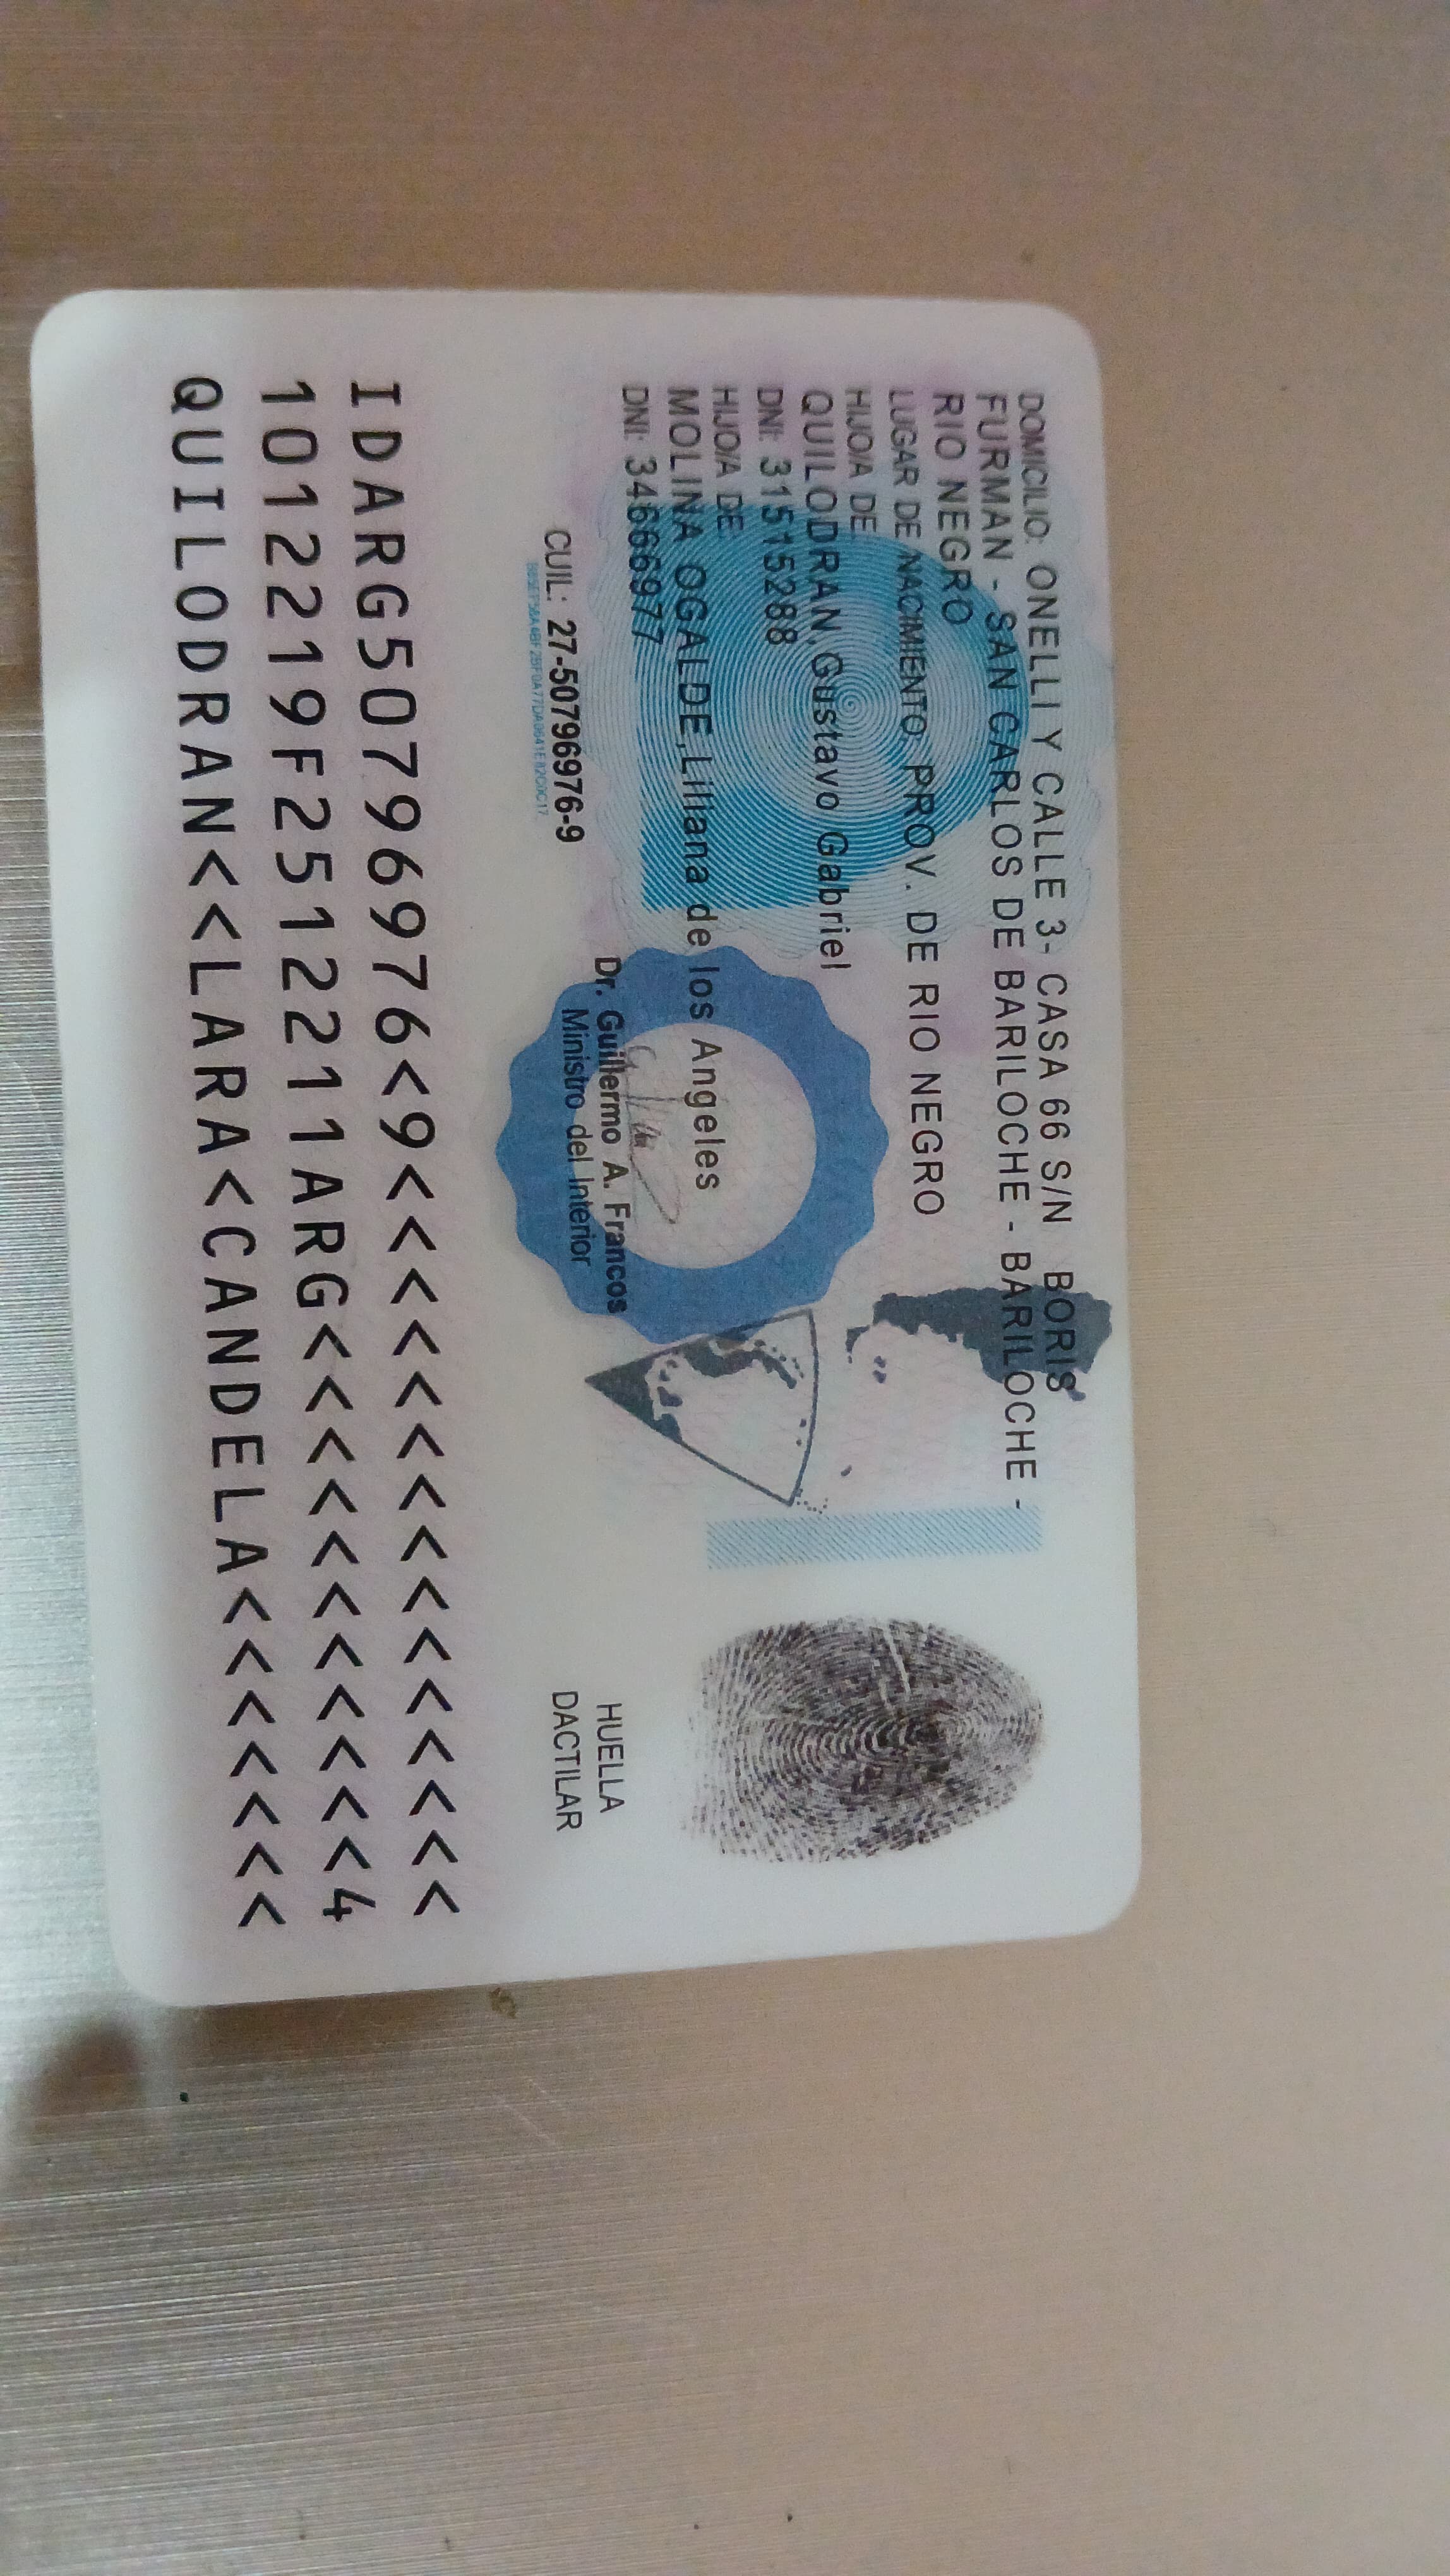 DOMICILIO: ONELLI Y CALLE 3- CASA 66 S/N BORIS
FURMAN - SAN CARLOS DE BARILOCHE - BARILOCHE -
RIO NEGRO
LUGAR DE NACIMIENTO: PROV. DE RIO NEGRO
HIJO/A DE
QUILODRAN,Gustavo Gabriel
DNI: 31515288
HIJO/A DE
MOLINA OGALDE,Liliana de los Angeles
DNI: 34666977
Dr. Guillermo A. Francos
Ministro del Interior
CUIL: 27-50796976-9
HUELLA
DACTILAR
IDARG50796976<9<<<<<<<<<<<<<<<
1012219F2512211ARG<<<<<<<<<<<4
QUILODRAN<<LARA<CANDELA<<<<<<<